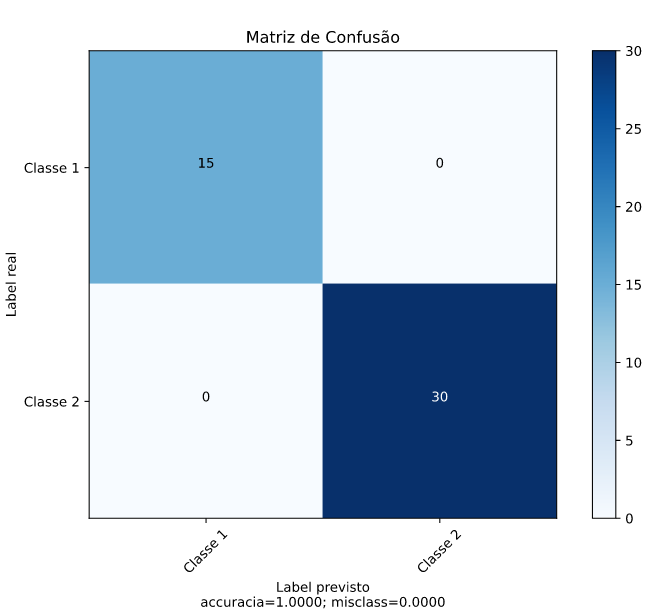 Matriz de Confusão
Label real
Classe 1
Classe 2
15
0
0
30
Classe 1
Classe 2
Label previsto
accuracia=1.0000; misclass=0.0000
30
25
20
15
10
5
0